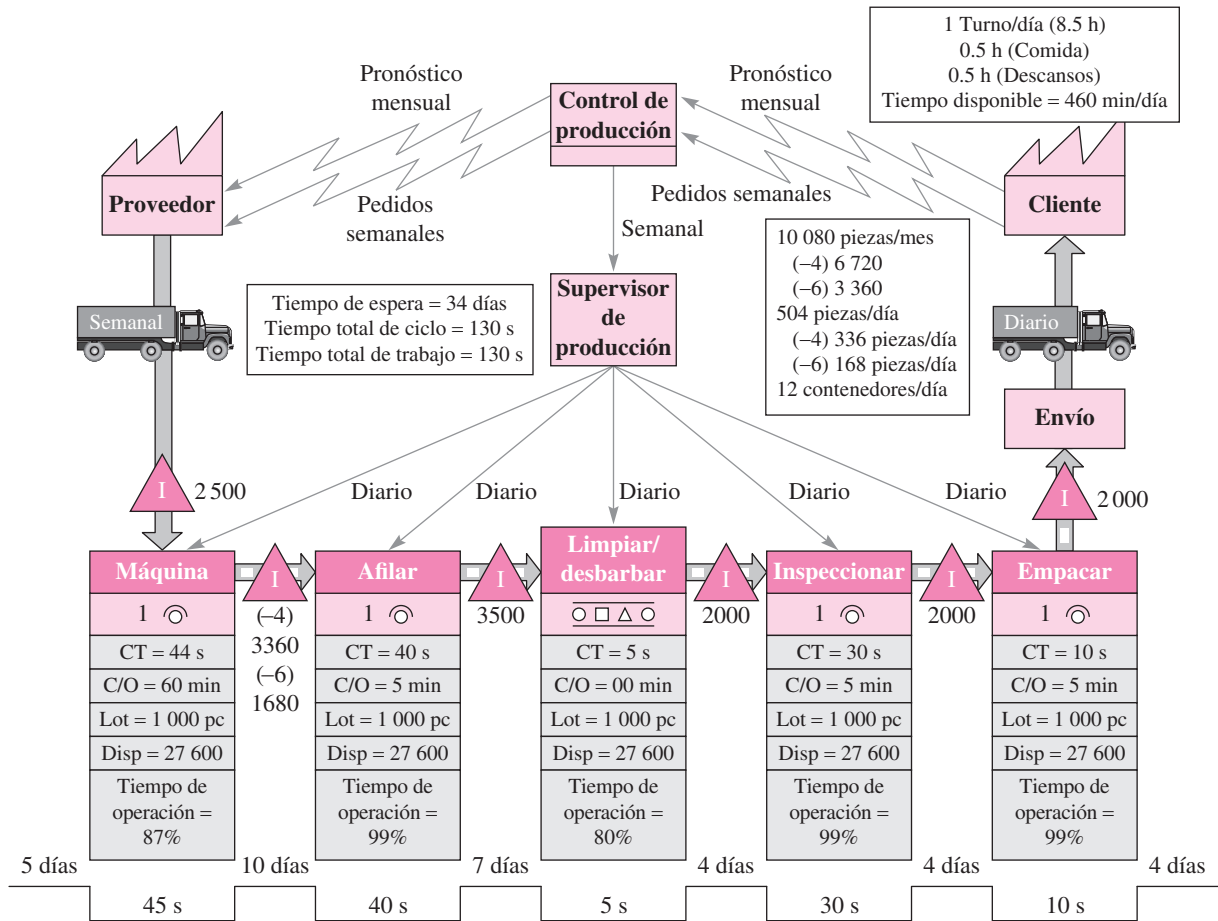 1 Turno/día (8.5 h)
0.5 h (Comida)
0.5 h (Descansos)
Tiempo disponible = 460 min/día
Pronóstico
mensual
Control de
producción
Pronóstico
mensual
Proveedor
Pedidos
semanales
Semanal
Pedidos semanales
Cliente
10 080 piezas/mes
(–4) 6 720
(–6) 3 360
504 piezas/día
(–4) 336 piezas/día
(–6) 168 piezas/día
12 contenedores/día
Semanal
Tiempo de espera = 34 días
Tiempo total de ciclo = 130 s
Tiempo total de trabajo = 130 s
Supervisor
de
producción
Diario
Envío
I
2 500
Diario
Diario
Diario
Diario
Diario
I
2 000
Máquina
1
CT = 44 s
C/O = 60 min
Lot = 1 000 pc
Disp = 27 600
Tiempo de
operación =
87%
I
(–4)
3360
(–6)
1680
Afilar
1
CT = 40 s
C/O = 5 min
Lot = 1 000 pc
Disp = 27 600
Tiempo de
operación =
99%
I
3500
Limpiar/
desbarbar
CT = 5 s
C/O = 00 min
Lot = 1 000 pc
Disp = 27 600
Tiempo de
operación =
80%
I
2000
Inspeccionar
1
CT = 30 s
C/O = 5 min
Lot = 1 000 pc
Disp = 27 600
Tiempo de
operación =
99%
I
2000
Empacar
1
CT = 10 s
C/O = 5 min
Lot = 1 000 pc
Disp = 27 600
Tiempo de
operación =
99%
5 días
10 días
7 días
4 días
4 días
4 días
45 s
40 s
5 s
30 s
10 s